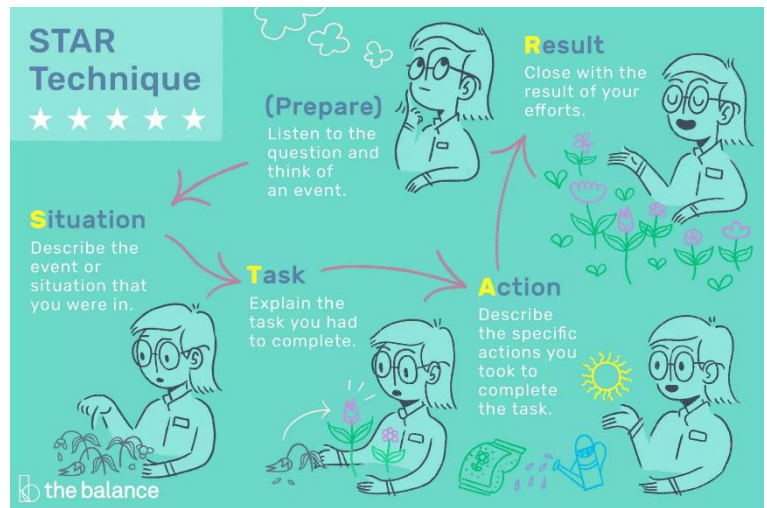 STAR
Technique
(Prepare)
Listen to the
question and
think of
an event.
Situation
Describe the
event or
situation that
you were in.
Task
Explain the
task you had
to complete.
Action
Describe
the specific
actions you
took to
complete
the task.
Result
Close with the
result of your
efforts.
the balance